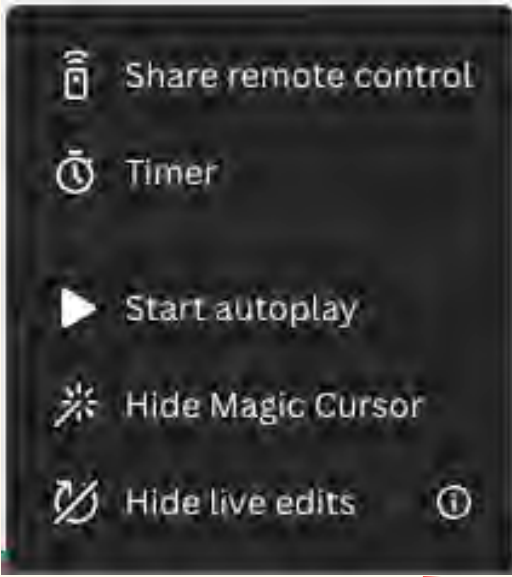 Share remote control
Timer
Start autoplay
Hide Magic Cursor
Hide live edits